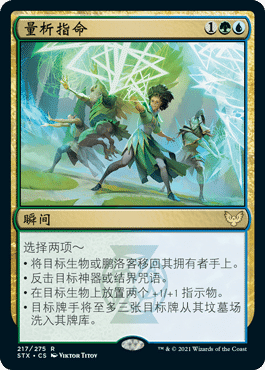 量析指命 1
瞬间
选择两项～
• 将目标生物或鹏洛客移回其拥有者手上。
• 反击目标神器或结界咒语。
• 在目标生物上放置两个 +1/+1 指示物。
• 目标牌手将至多三张目标牌从其坟墓场
洗入其牌库。
217/275 R
STX • CS VIKTOR TITOV
™ & © 2021 Wizards of the Coast